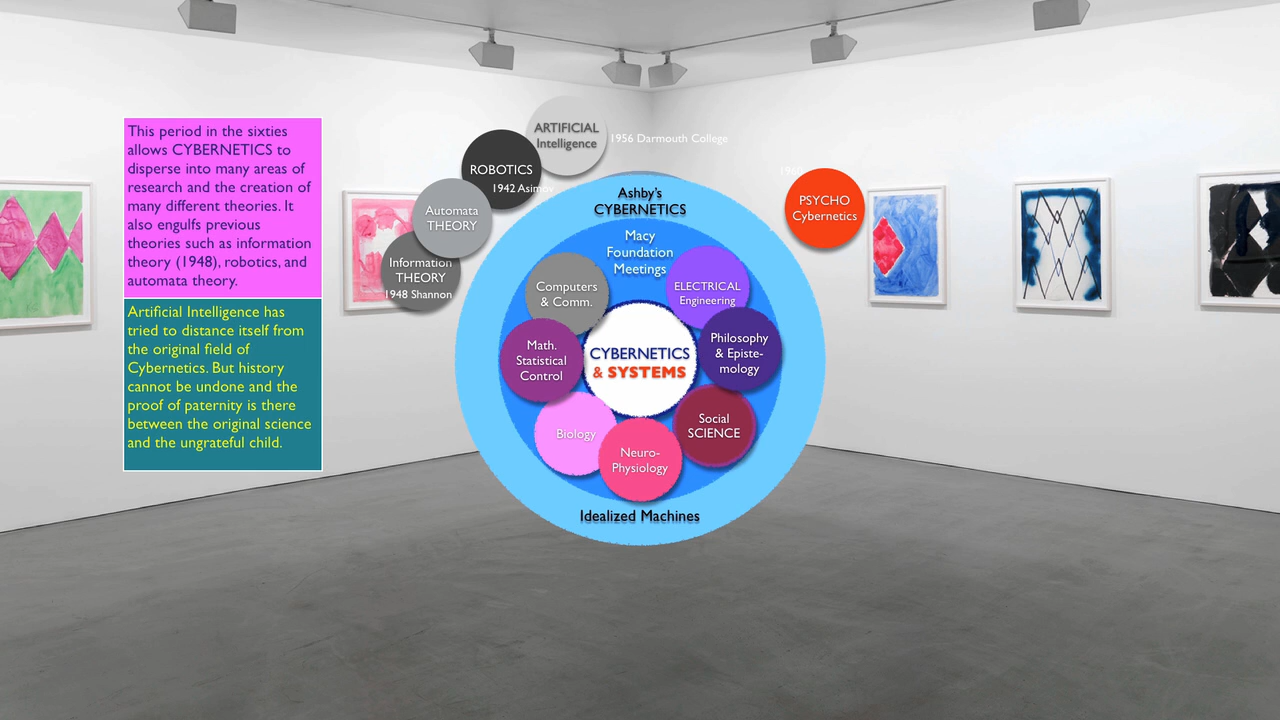 This period in the sixties
allows CYBERNETICS to
disperse into many areas of
research and the creation of
many different theories. It
also engulfs previous
theories such as information
theory (1948), robotics, and
automata theory.
Artificial Intelligence has
tried to distance itself from
the original field of
Cybernetics. But history
cannot be undone and the
proof of paternity is there
between the original science
and the ungrateful child.
ARTIFICIAL
Intelligence
1956 Darmouth College
ROBOTICS
1942 Asimov
Automata
THEORY
Information
THEORY
1948 Shannon
Ashby's
CYBERNETICS
Macy
Foundation
Meetings
Computers
& Comm.
ELECTRICAL
Engineering
Math.
Statistical
Control
CYBERNETICS
& SYSTEMS
Philosophy
& Episte-
mology
Biology
Neuro-
Physiology
Social
SCIENCE
Idealized Machines
PSYCHO
Cybernetics